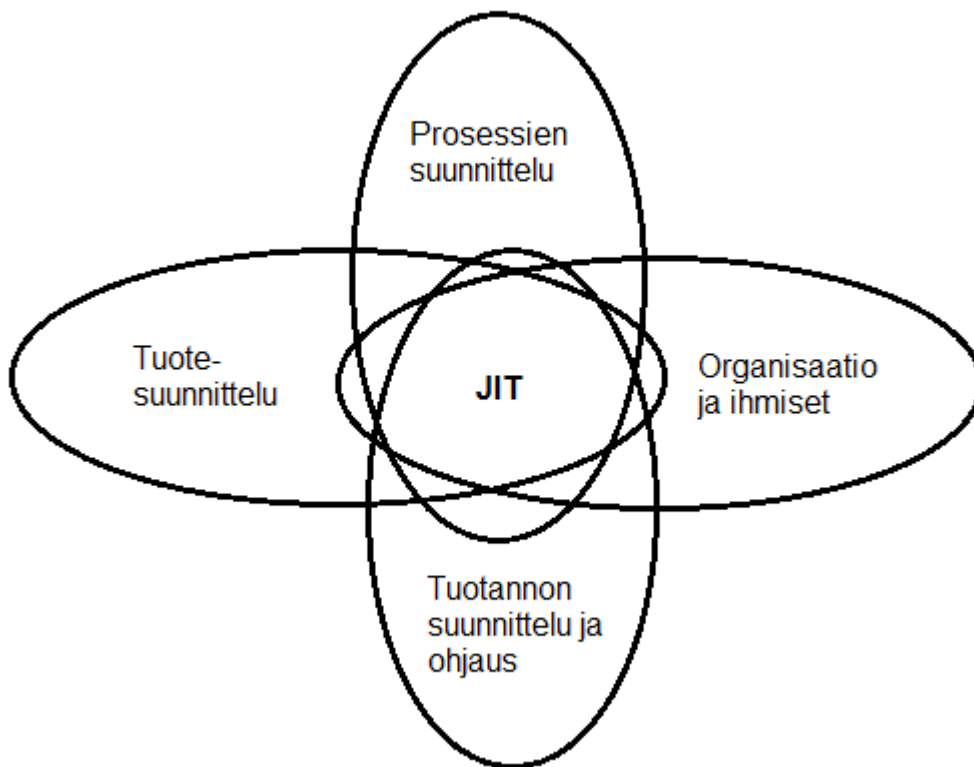 Prosessien
suunnittelu
Tuote-
suunnittelu
JIT
Organisaatio
ja ihmiset
Tuotannon
suunnittelu ja
ohjaus